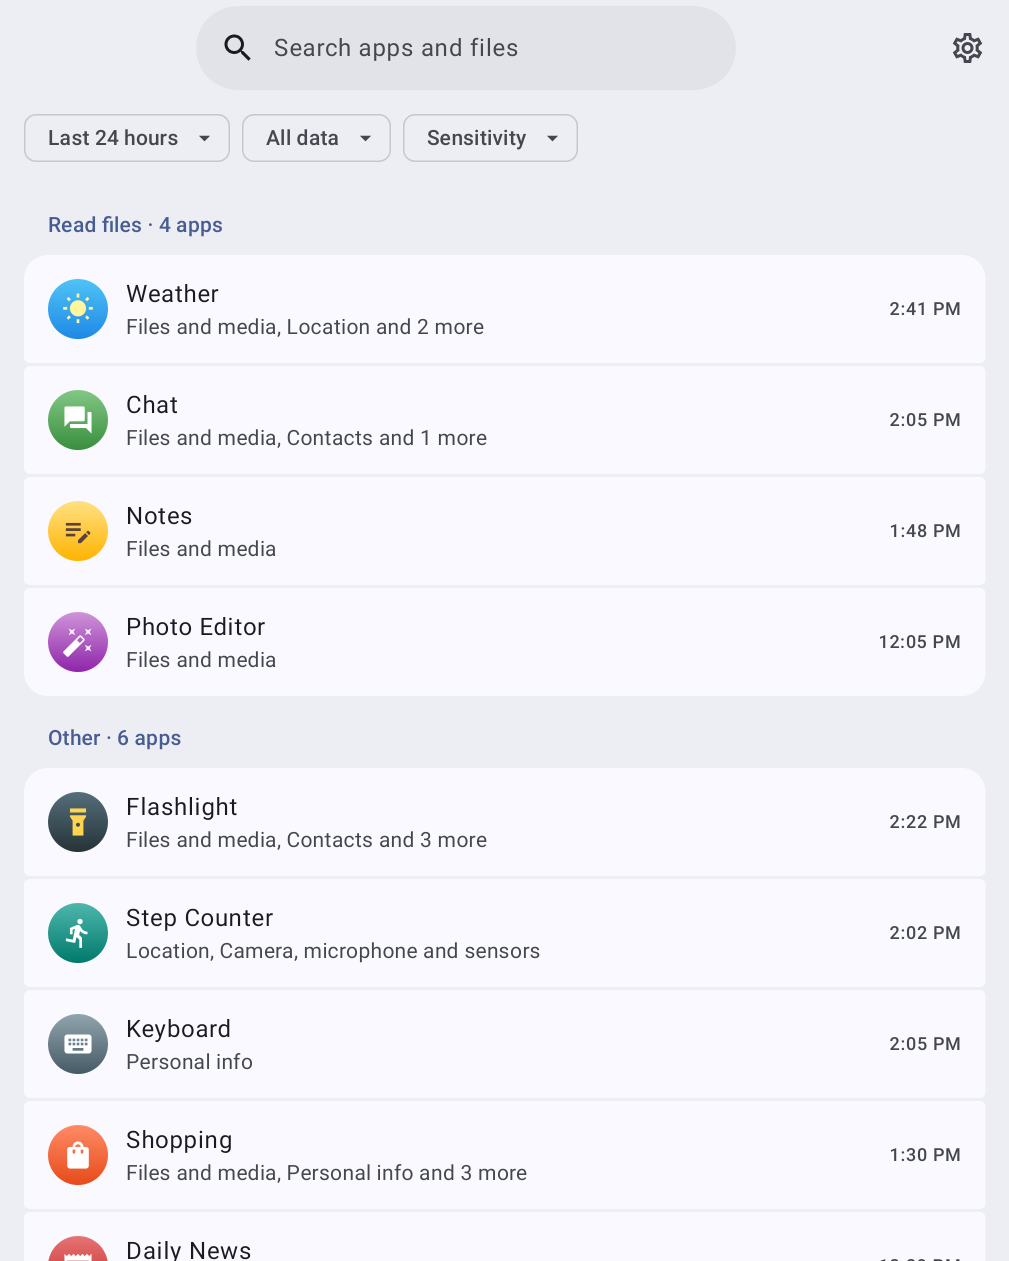 Search apps and files
Last 24 hours
All data
Sensitivity
Read files · 4 apps
Weather
Files and media, Location and 2 more
2:41 PM
Chat
Files and media, Contacts and 1 more
2:05 PM
Notes
Files and media
1:48 PM
Photo Editor
Files and media
12:05 PM
Other · 6 apps
Flashlight
Files and media, Contacts and 3 more
2:22 PM
Step Counter
Location, Camera, microphone and sensors
2:02 PM
Keyboard
Personal info
2:05 PM
Shopping
Files and media, Personal info and 3 more
1:30 PM
Daily News